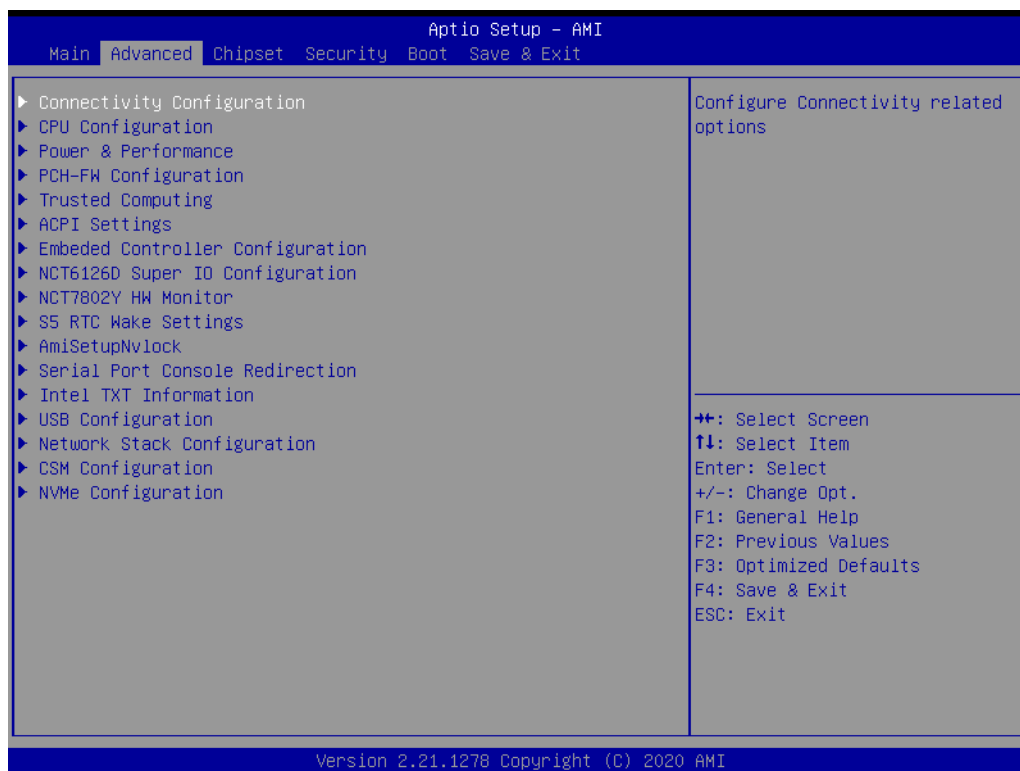 Aptio Setup – AMI
Main Advanced Chipset Security Boot Save & Exit
Connectivity Configuration
CPU Configuration
Power & Performance
PCH-FW Configuration
Trusted Computing
ACPI Settings
Embeded Controller Configuration
NCT6126D Super IO Configuration
NCT7802Y HW Monitor
S5 RTC Wake Settings
AmiSetupNvlock
Serial Port Console Redirection
Intel TXT Information
USB Configuration
Network Stack Configuration
CSM Configuration
NVMe Configuration
Configure Connectivity related
options
→←: Select Screen
↑↓: Select Item
Enter: Select
+/-: Change Opt.
F1: General Help
F2: Previous Values
F3: Optimized Defaults
F4: Save & Exit
ESC: Exit
Version 2.21.1278 Copyright (C) 2020 AMI